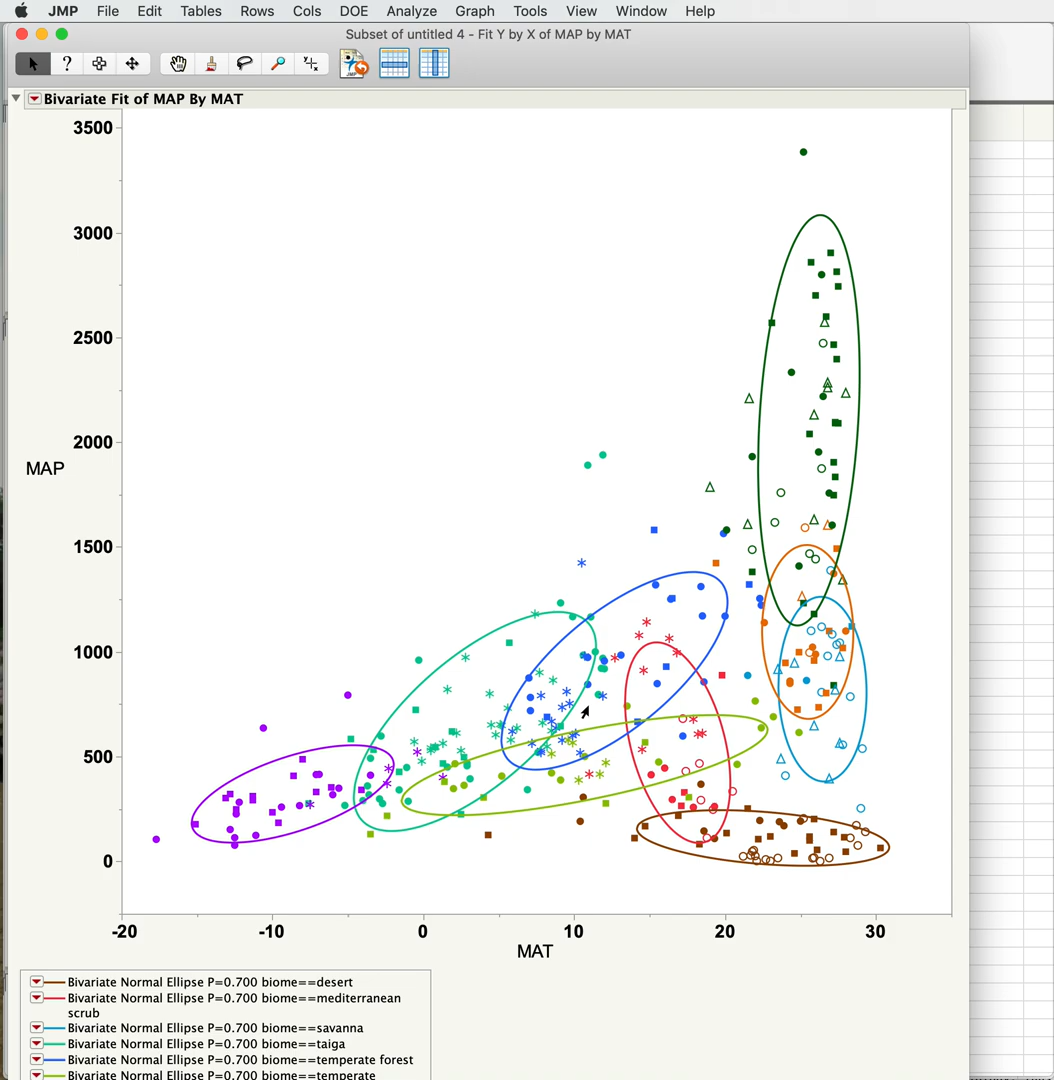 JMP File Edit Tables Rows Cols DOE Analyze Graph Tools View Window Help
Subset of untitled 4 - Fit Y by X of MAP by MAT
?
JMP
Bivariate Fit of MAP By MAT
3500
3000
2500
2000
MAP
1500
1000
500
0
-20 -10 0 10 20 30
MAT
Bivariate Normal Ellipse P=0.700 biome==desert
Bivariate Normal Ellipse P=0.700 biome==mediterranean
scrub
Bivariate Normal Ellipse P=0.700 biome==savanna
Bivariate Normal Ellipse P=0.700 biome==taiga
Bivariate Normal Ellipse P=0.700 biome==temperate forest
Bivariate Normal Ellipse P=0.700 biome==temperate